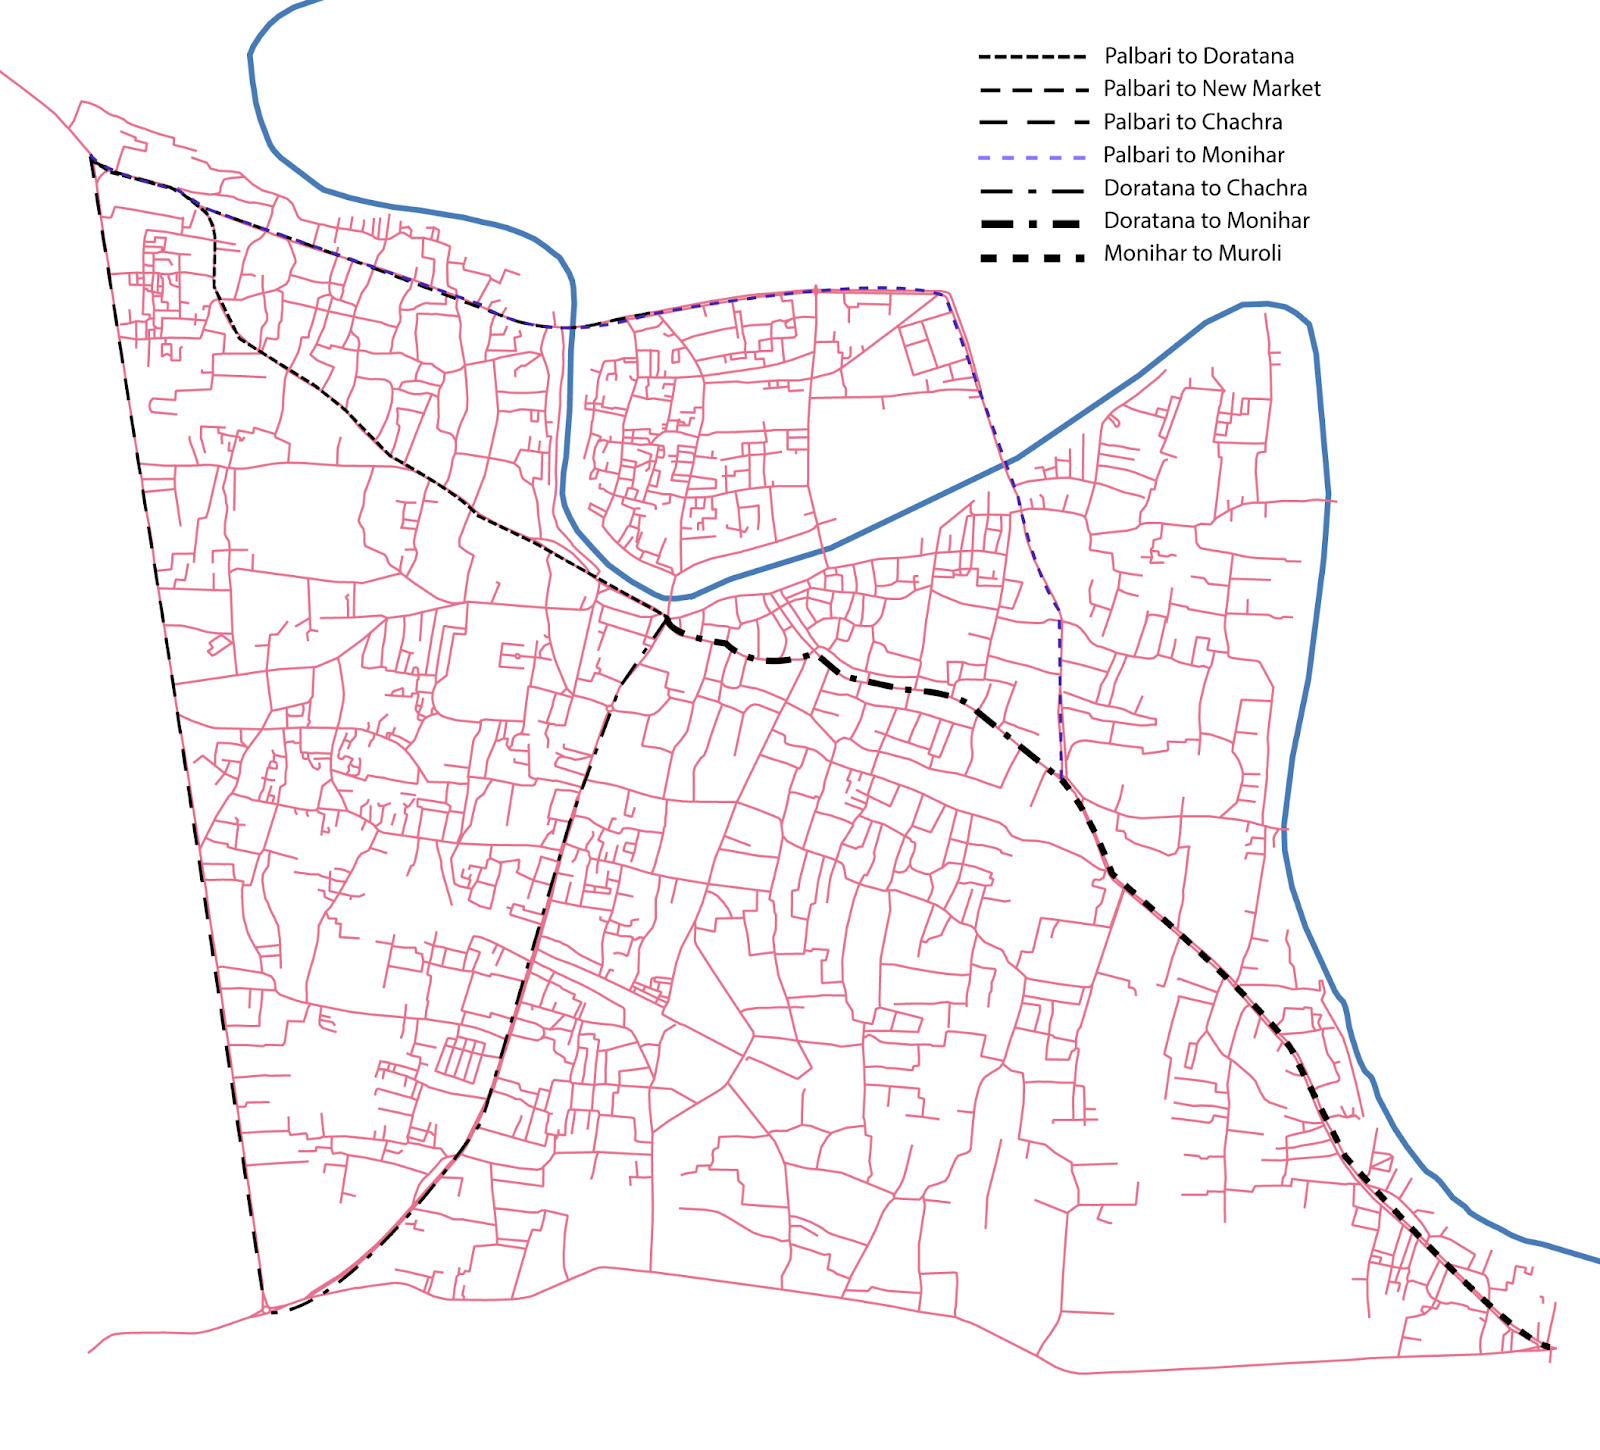 Palbari to Doratana
Palbari to New Market
Palbari to Chachra
Palbari to Monihar
Doratana to Chachra
Doratana to Monihar
Monihar to Muroli